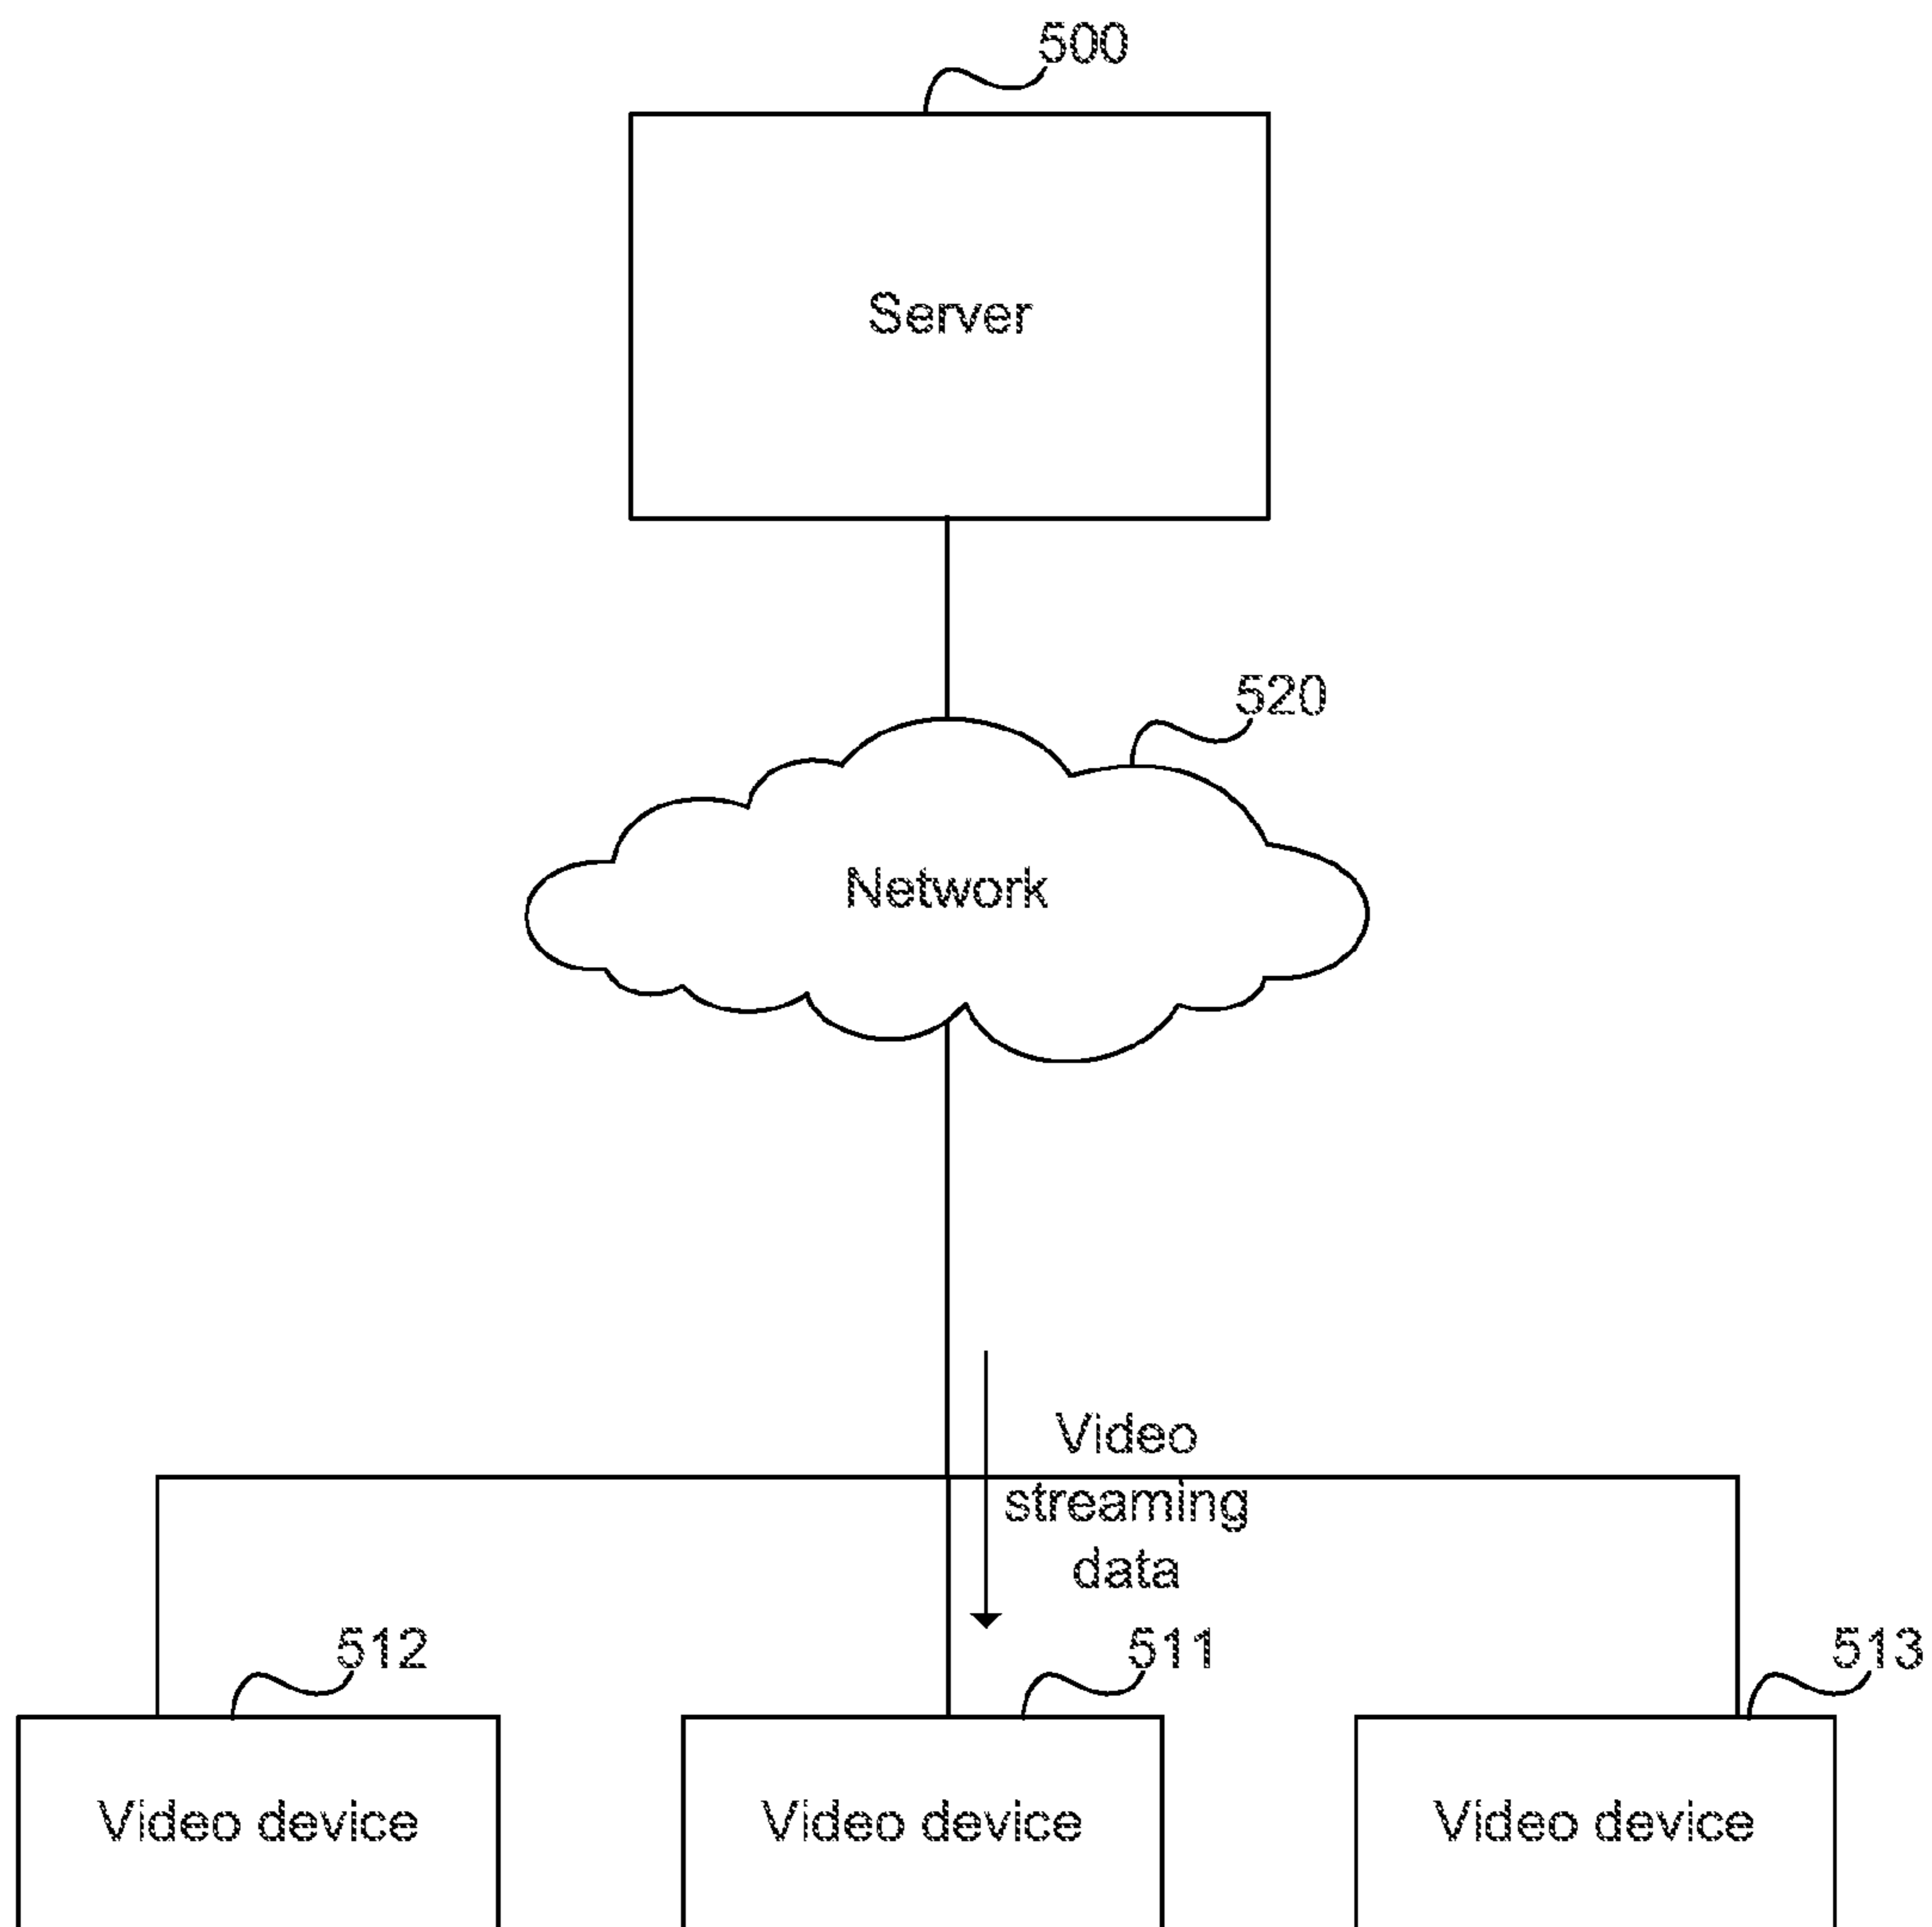 500
Server
520
Network
Video
streaming
data
512
511
513
Video device
Video device
Video device